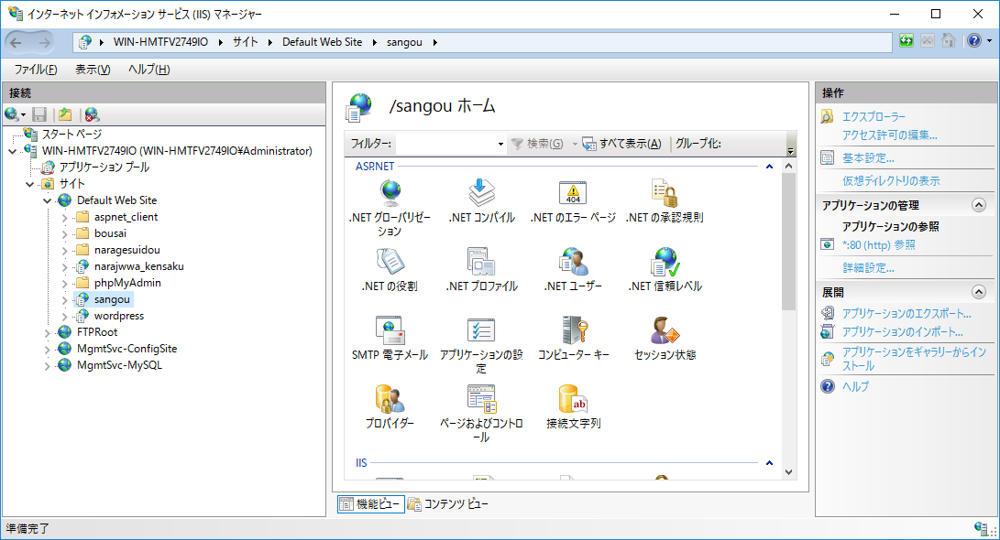 インターネット インフォメーション サービス (IIS) マネージャー
WIN-HMTFV2749IO
サイト
Default Web Site
sangou
ファイル(F)
表示(V)
ヘルプ(H)
接続
スタート ページ
WIN-HMTFV2749IO (WIN-HMTFV2749IO¥Administrator)
アプリケーション プール
サイト
Default Web Site
aspnet_client
bousai
naragesuidou
narajwwa_kensaku
phpMyAdmin
sangou
wordpress
FTPRoot
MgmtSvc-ConfigSite
MgmtSvc-MySQL
/sangou ホーム
フィルター:
検索(G)
すべて表示(A)
グループ化:
ASP.NET
.NET グローバリゼー
ション
.NET コンパイル
404
.NET のエラー ページ
.NET の承認規則
.NET の役割
.NET プロファイル
.NET ユーザー
.NET 信頼レベル
SMTP 電子メール
アプリケーションの設
定
コンピューター キー
セッション状態
プロバイダー
ページおよびコントロ
ール
ab
接続文字列
IIS
機能ビュー
コンテンツ ビュー
操作
エクスプローラー
アクセス許可の編集...
基本設定...
仮想ディレクトリの表示
アプリケーションの管理
アプリケーションの参照
*:80 (http) 参照
詳細設定...
展開
アプリケーションのエクスポート...
アプリケーションのインポート...
アプリケーションをギャラリーからイン
ストール
ヘルプ
準備完了